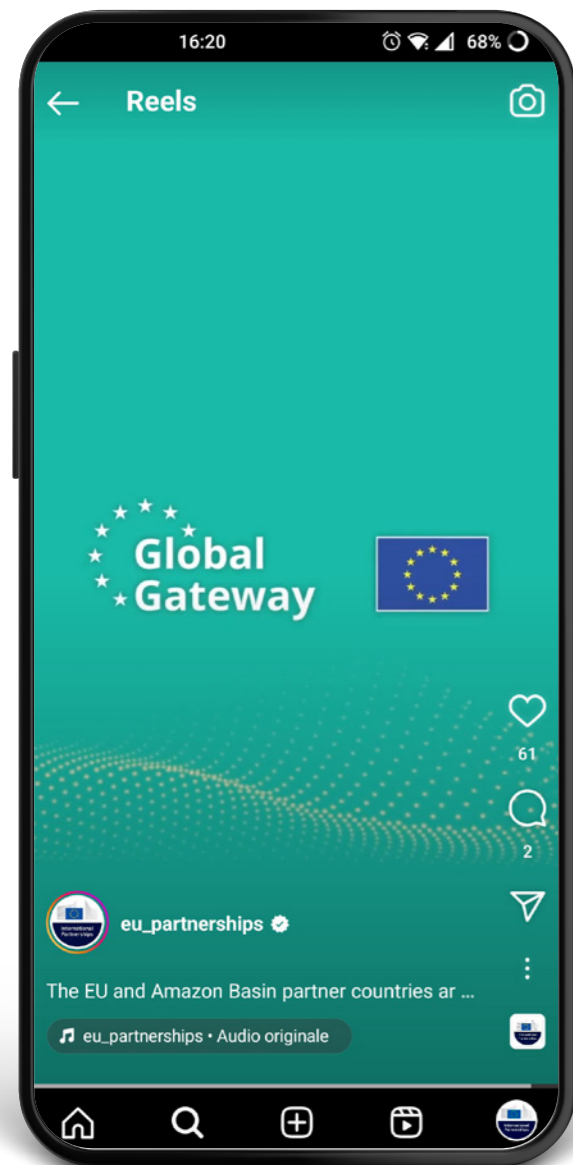 16:20
68%
Reels
Global
Gateway
61
2
eu_partnerships
The EU and Amazon Basin partner countries ar ...
eu_partnerships • Audio originale